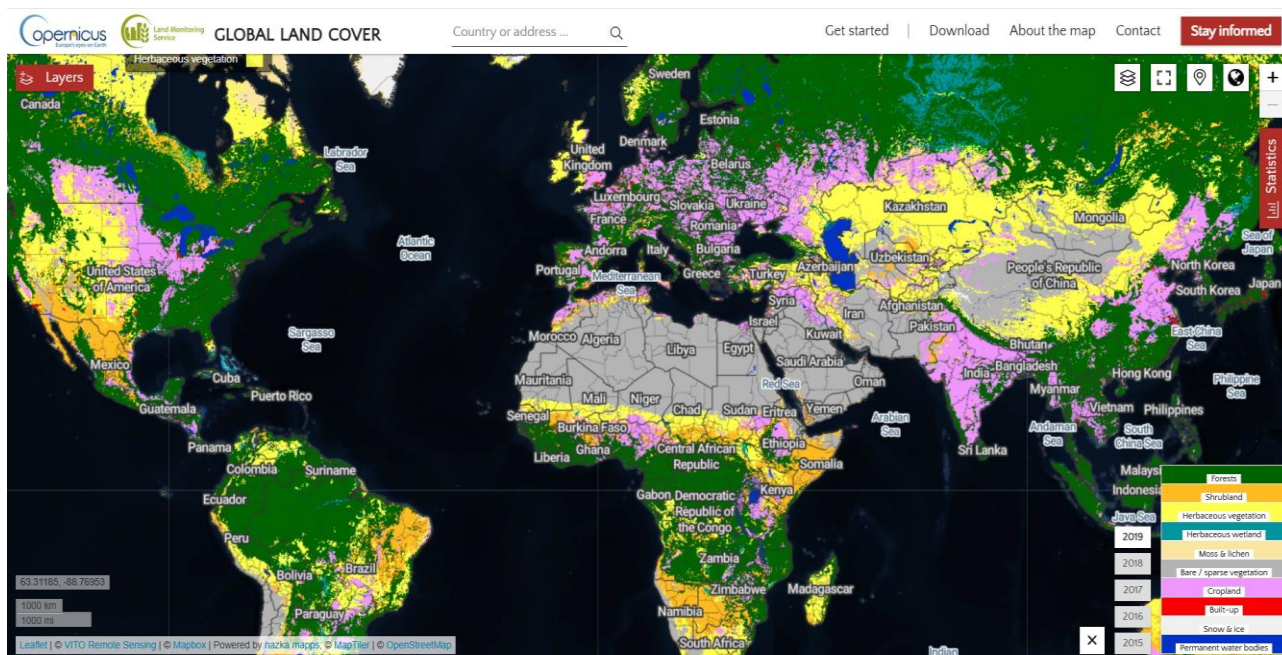 opernicus
Europe's eyes on Earth
Land Monitoring
Service
GLOBAL LAND COVER
Country or address ...
Get started | Download About the map Contact Stay informed
Layers
Herbaceous vegetation
Canada
Sweden
Estonia
Labrador
Sea
United
Kingdom
Denmark
Belarus
Luxembourg
Slovakia
Ukraine
France
Romania
Kazakhstan
Mongolia
Statistics
Atlantic
Ocean
Andorra
Italy
Bulgaria
Sea of
Japan
United States
of America
Portugal
Mediterranean
Sea
Greece
Turkey
Azerbaijan
Uzbekistan
People's Republic
of China
North Korea
South Korea
Japan
Syria
Afghanistan
Sargasso
Sea
Israel
Iran
Kuwait
Pakistan
East China
Sea
Morocco
Algeria
Libya
Egypt
Bhutan
Mexico
Saudi Arabia
India
Bangladesh
Hong Kong
Cuba
Mauritania
Red Sea
Oman
Myanmar
Philippine
Sea
Puerto Rico
Mali
Niger
Chad
Sudan
Eritrea
Yemen
Arabian
Sea
Guatemala
Senegal
Burkina Faso
Vietnam
Philippines
Andaman
Sea
South
China Sea
Panama
Ghana
Liberia
Central African
Republic
Ethiopia
Somalia
Sri Lanka
Colombia
Suriname
Malaysi
Ecuador
Gabon
Democratic
Republic of
the Congo
Kenya
Indonesia
Java Sea
Peru
Zambia
Bolivia
Brazil
Zimbabwe
Madagascar
Paraguay
Namibia
South Africa
Indian
63.31185, -88.76953
1000 km
1000 mi
2019
2018
2017
2016
2015
Forests
Shrubland
Herbaceous vegetation
Herbaceous wetland
Moss & lichen
Bare / sparse vegetation
Cropland
Built-up
Snow & ice
Permanent water bodies
Leaflet | © VITO Remote Sensing | © Mapbox | Powered by nazka mapps, © MapTiler | © OpenStreetMap